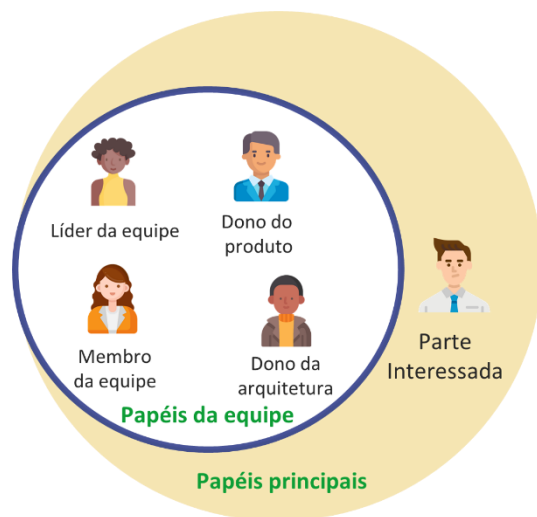 Líder da equipe
Dono do
produto
Membro
da equipe
Dono da
arquitetura
Papéis da equipe
Parte
Interessada
Papéis principais